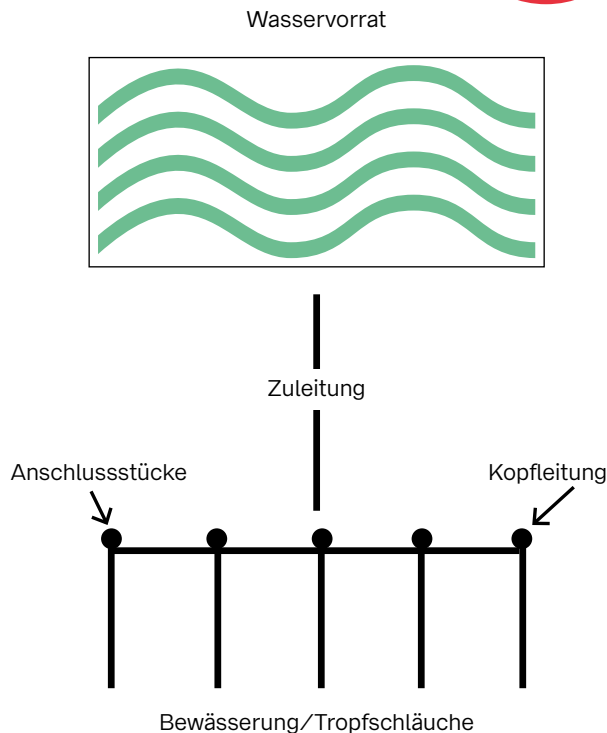 Wasservorrat
Zuleitung
Anschlussstücke
Kopfleitung
Bewässerung/Tropfschläuche